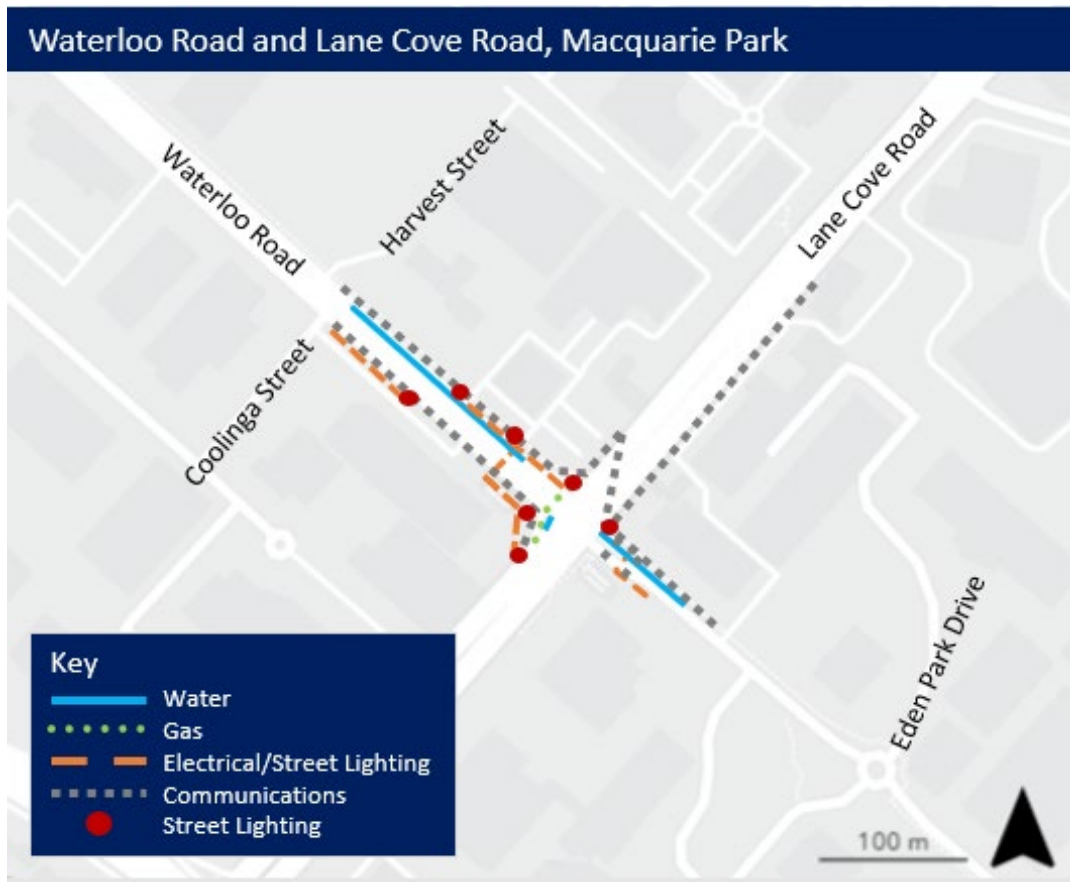 Waterloo Road and Lane Cove Road, Macquarie Park
Waterloo Road
Harvest Street
Lane Cove Road
Coolinga Street
Eden Park Drive
Key
Water
Gas
Electrical/Street Lighting
Communications
Street Lighting
100 m